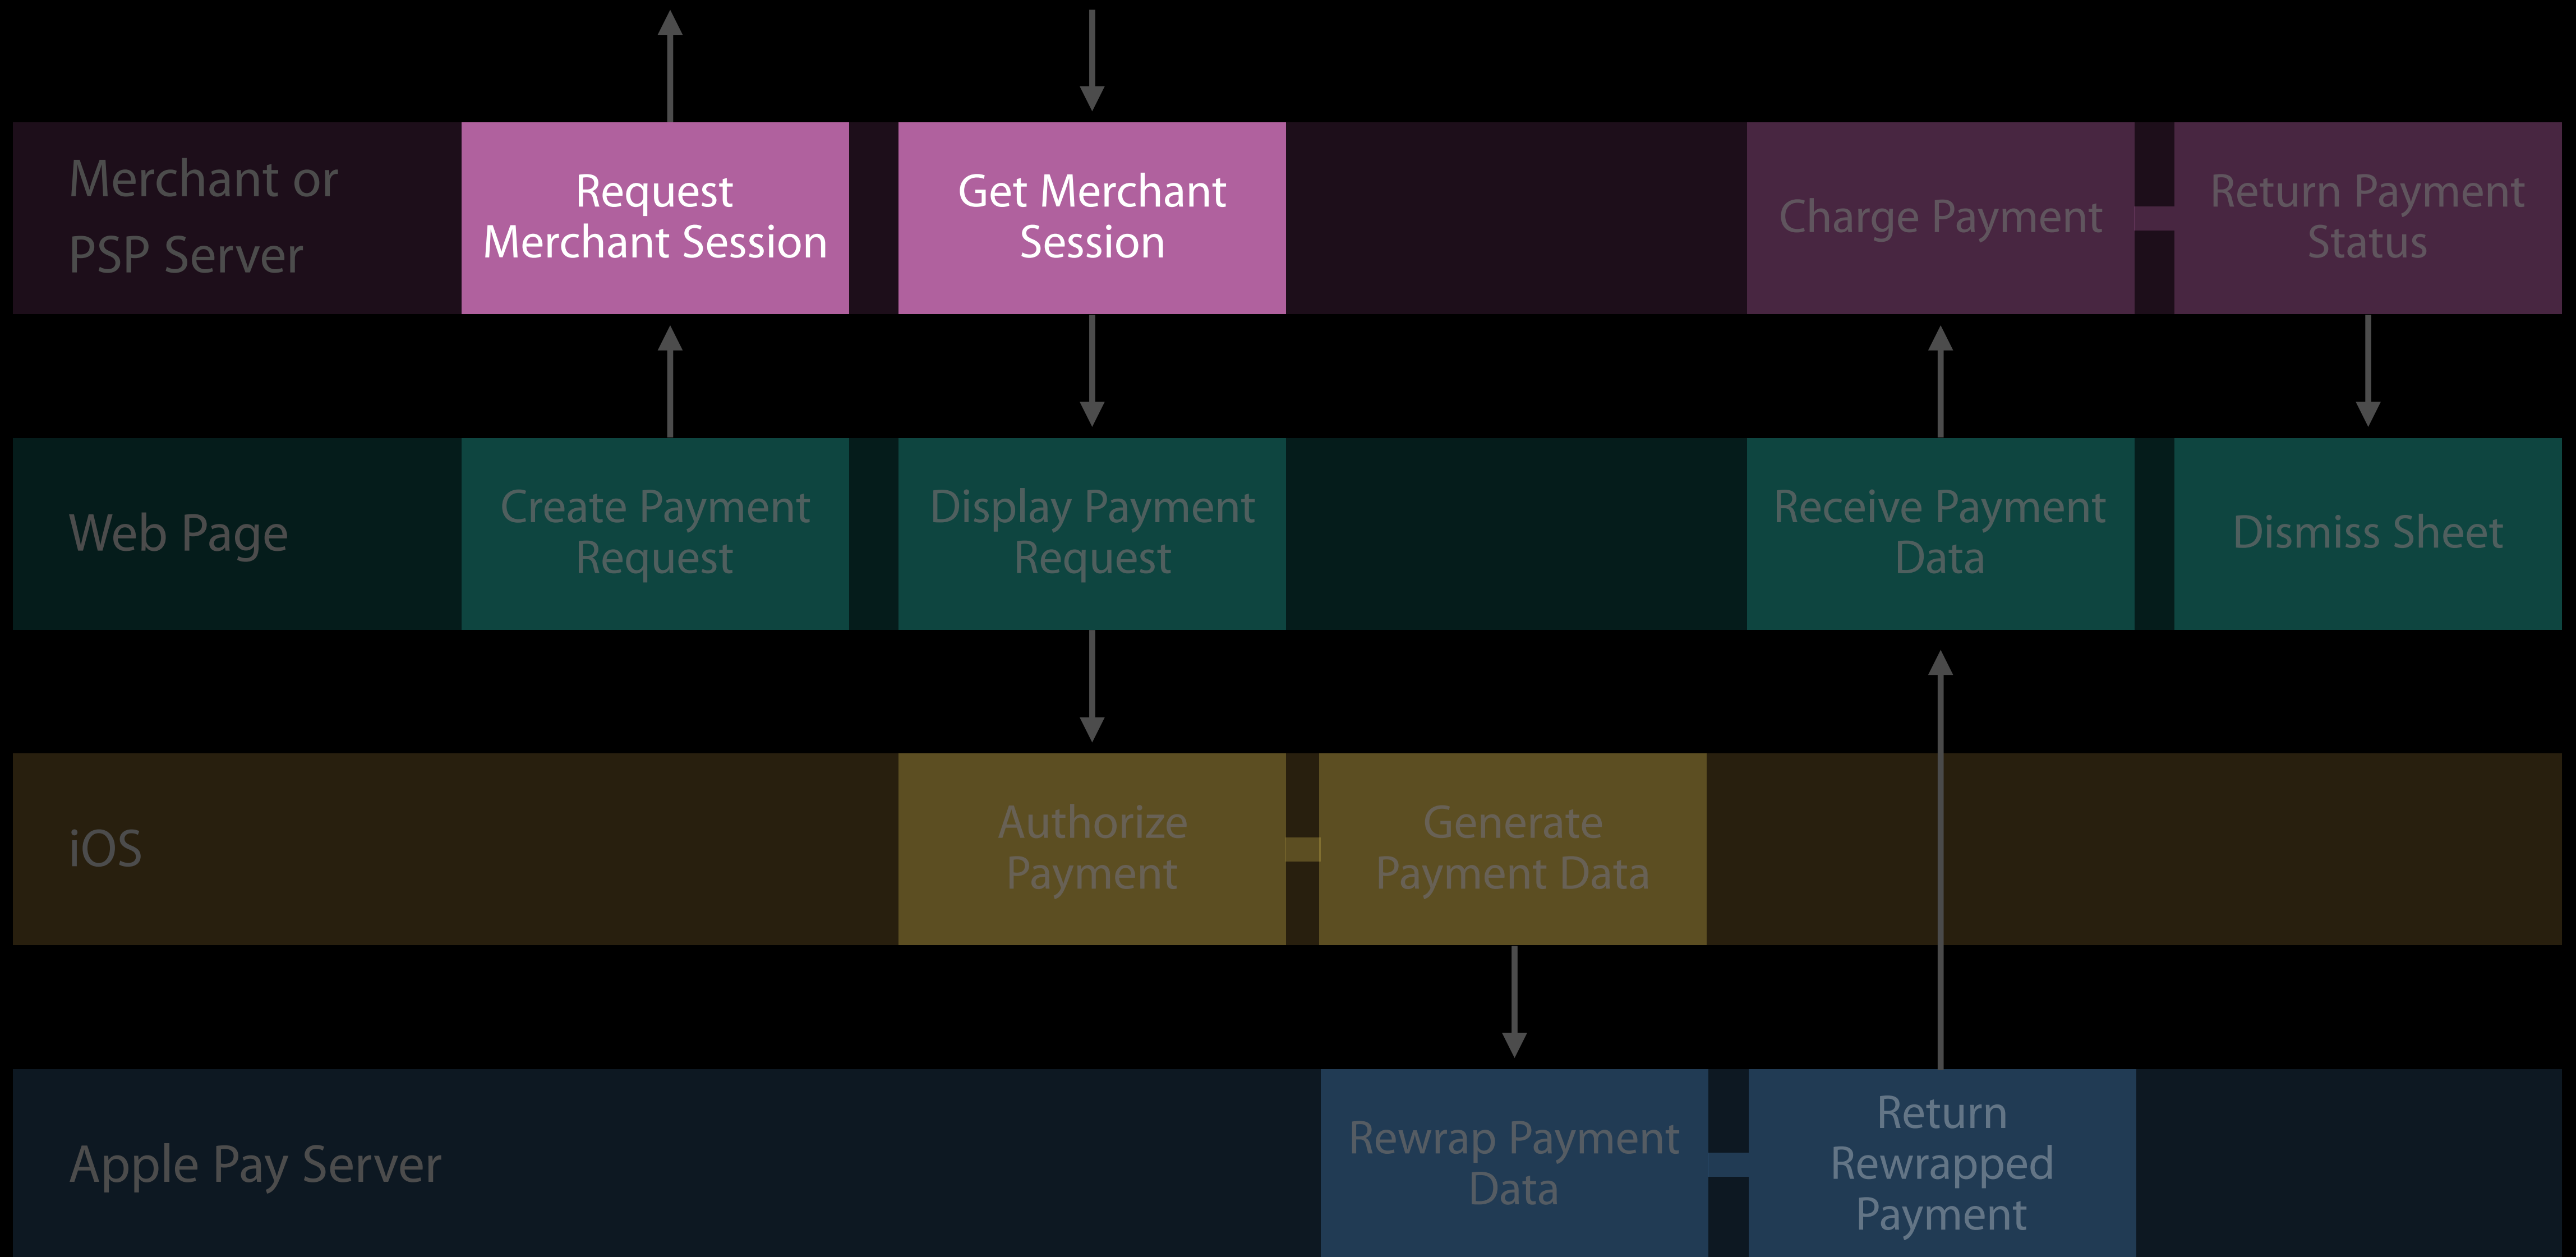 Merchant or
PSP Server
Request
Merchant Session
Get Merchant
Session
Charge Payment
Return Payment
Status
Web Page
Create Payment
Request
Display Payment
Request
Receive Payment
Data
Dismiss Sheet
iOS
Authorize
Payment
Generate
Payment Data
Apple Pay Server
Rewrap Payment
Data
Return
Rewrapped
Payment